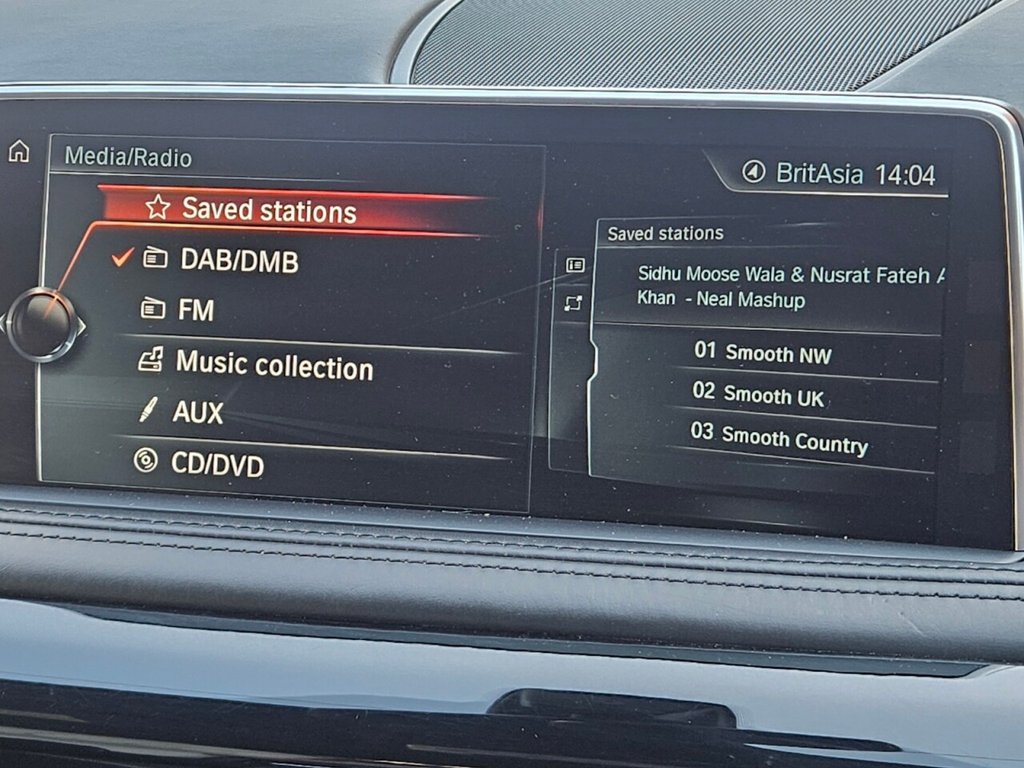 Media/Radio
Saved stations
DAB/DMB
FM
Music collection
AUX
CD/DVD
BritAsia 14:04
Saved stations
Sidhu Moose Wala & Nusrat Fateh A
Khan - Neal Mashup
01 Smooth NW
02 Smooth UK
03 Smooth Country